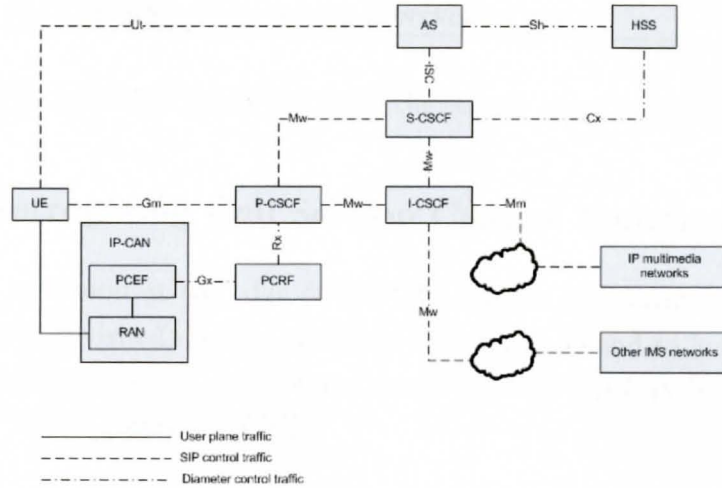 Ut
AS
Sh
HSS
ISC
Mw
S-CSCF
Cx
Mw
UE
Gm
P-CSCF
Mw
I-CSCF
Mm
IP-CAN
Rx
PCEF
Gx
PCRF
IP multimedia
networks
RAN
Mw
Other IMS networks
User plane traffic
SIP control traffic
Diameter control traffic